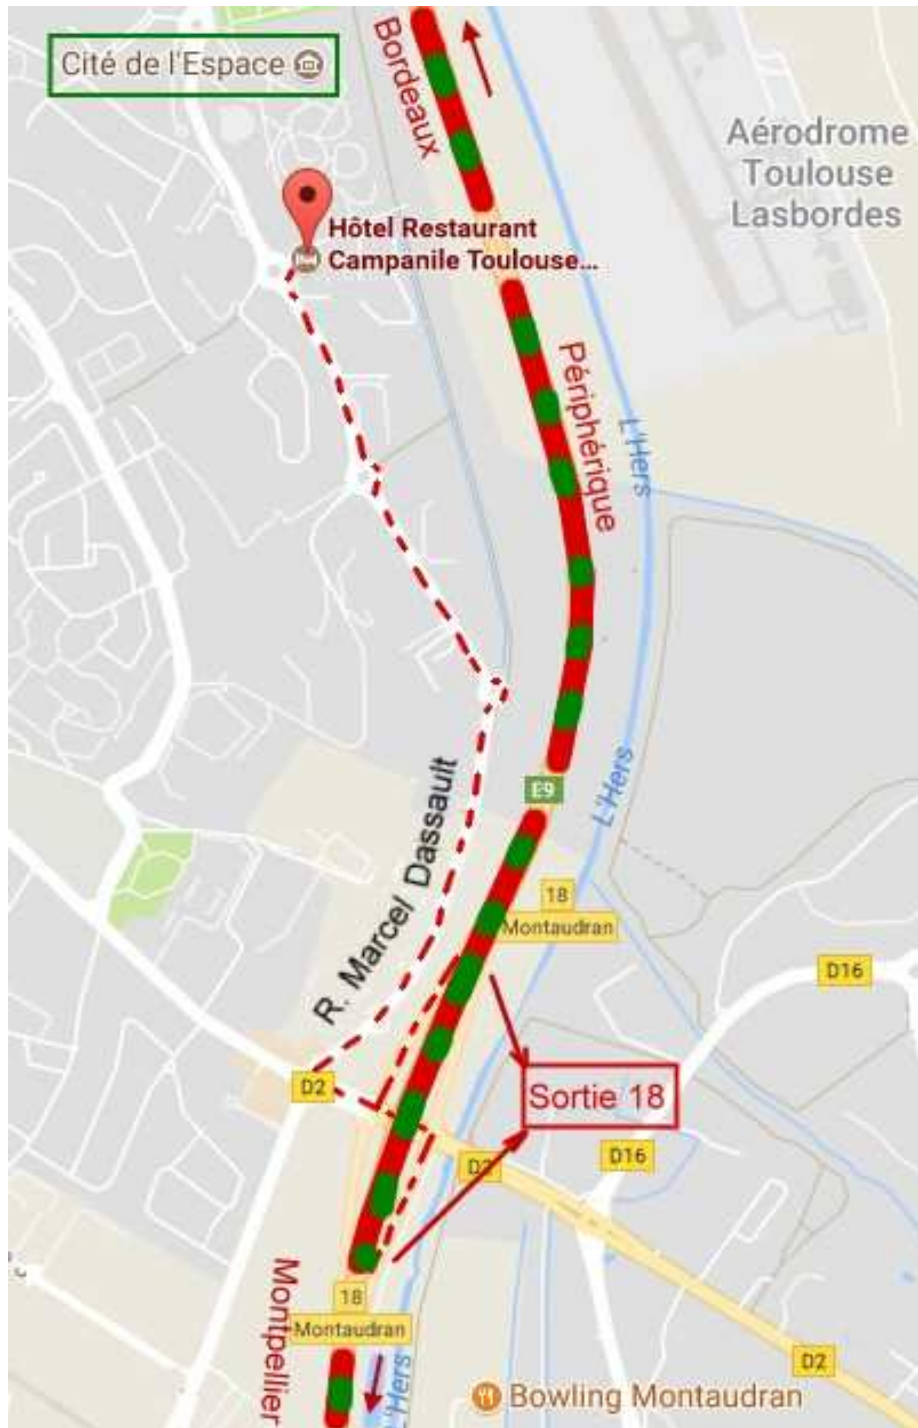 Cité de l'Espace
Bordeaux
Aérodrome
Toulouse
Lasbordes
Hôtel Restaurant
Campanile Toulouse...
Périphérique
L'Hers
E9
L'Hers
R. Marcel Dassault
18
Montaudran
D16
D2
Sortie 18
D2
D16
Montpellier
18
Montaudran
D2
L'Hers
Bowling Montaudran